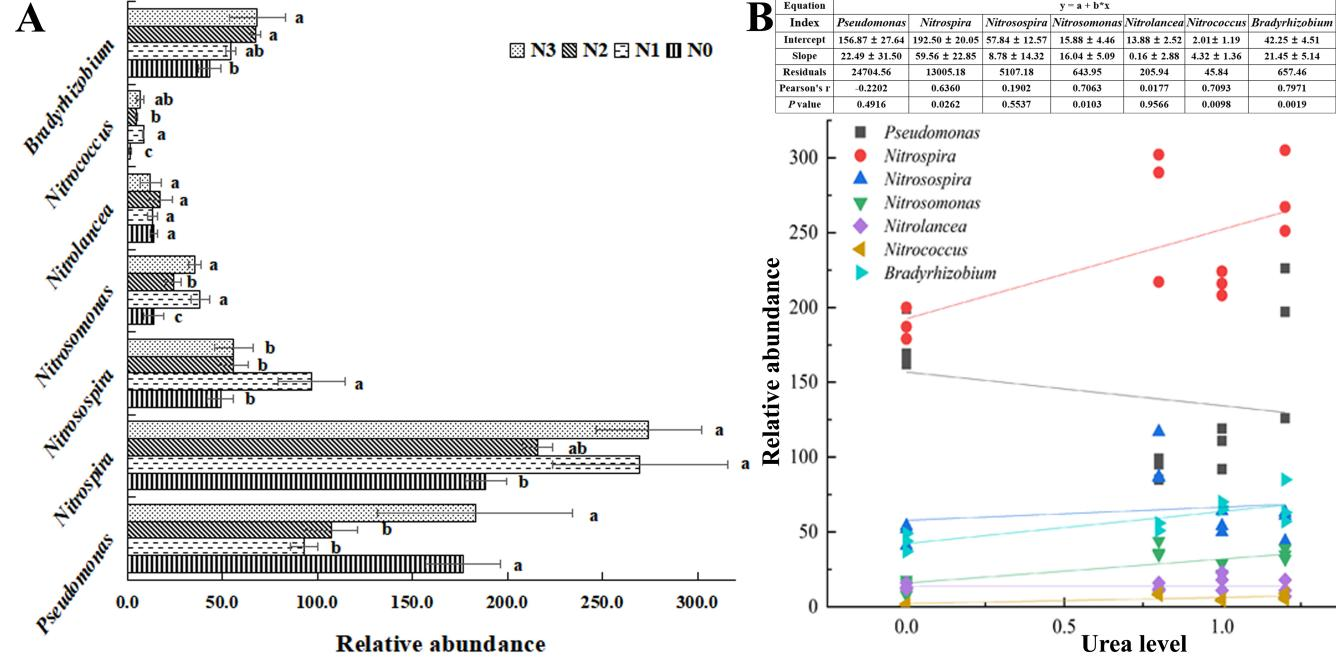 A
N3 N2 N1 N0
Bradyrhizobium
a
a
ab
b
Nitrococcus
ab
b
a
c
Nitrolancea
a
a
a
a
Nitrosomonas
a
b
a
c
Nitrosospira
b
b
a
b
Nitrospira
a
ab
a
b
Pseudomonas
a
b
b
a
0.0 50.0 100.0 150.0 200.0 250.0 300.0
Relative abundance
B
Equation y = a + b*x
Index Pseudomonas Nitrospira Nitrosospira Nitrosomonas Nitrolancea Nitrococcus Bradyrhizobium
Intercept 156.87 ± 27.64 192.50 ± 20.05 57.84 ± 12.57 15.88 ± 4.46 13.88 ± 2.52 2.01± 1.19 42.25 ± 4.51
Slope 22.49 ± 31.50 59.56 ± 22.85 8.78 ± 14.32 16.04 ± 5.09 0.16 ± 2.88 4.32 ± 1.36 21.45 ± 5.14
Residuals 24704.56 13005.18 5107.18 643.95 205.94 45.84 657.46
Pearson's r -0.2202 0.6360 0.1902 0.7063 0.0177 0.7093 0.7971
P value 0.4916 0.0262 0.5537 0.0103 0.9566 0.0098 0.0019
Pseudomonas
Nitrospira
Nitrosospira
Nitrosomonas
Nitrolancea
Nitrococcus
Bradyrhizobium
300
250
200
150
100
50
0
Relative abundance
0.0 0.5 1.0
Urea level